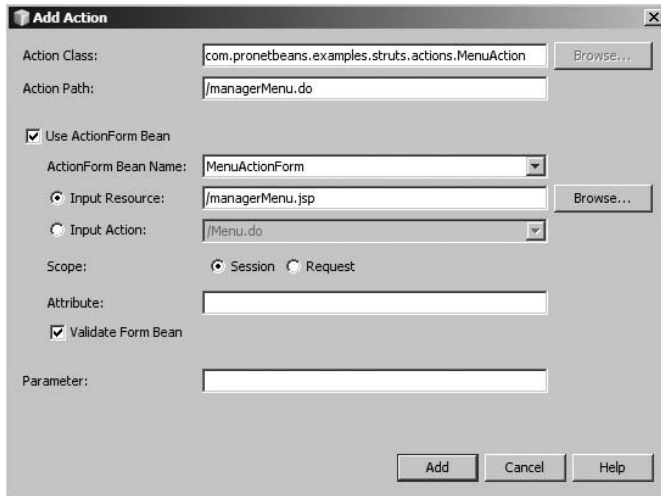 Add Action
Action Class: com.pronetbeans.examples.struts.actions.MenuAction Browse...
Action Path: /managerMenu.do
Use ActionForm Bean
ActionForm Bean Name: MenuActionForm
Input Resource: /managerMenu.jsp Browse...
Input Action: /Menu.do
Scope: Session Request
Attribute:
Validate Form Bean
Parameter:
Add Cancel Help